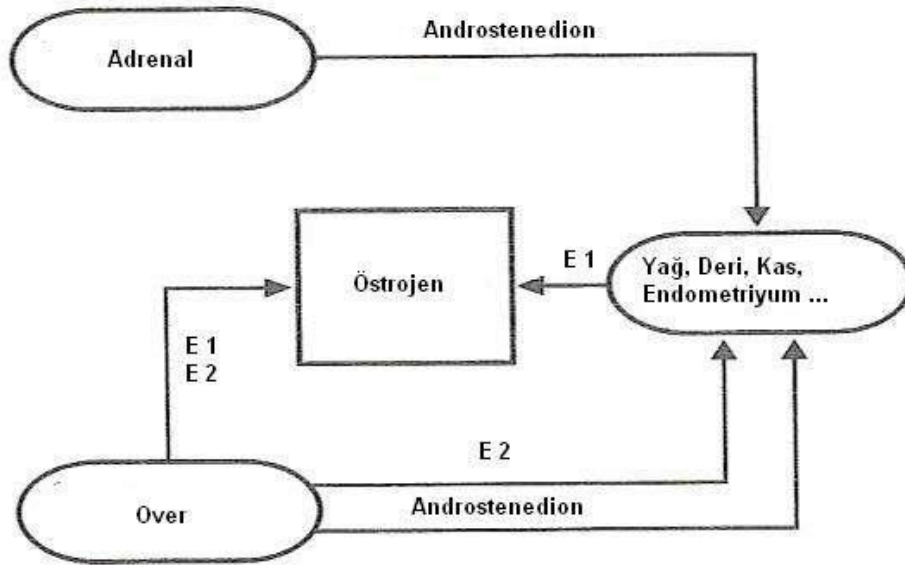 Androstenedion
Adrenal
E 1
Yağ, Deri, Kas,
Endometriyum ...
Östrojen
E 1
E 2
E 2
Androstenedion
Over